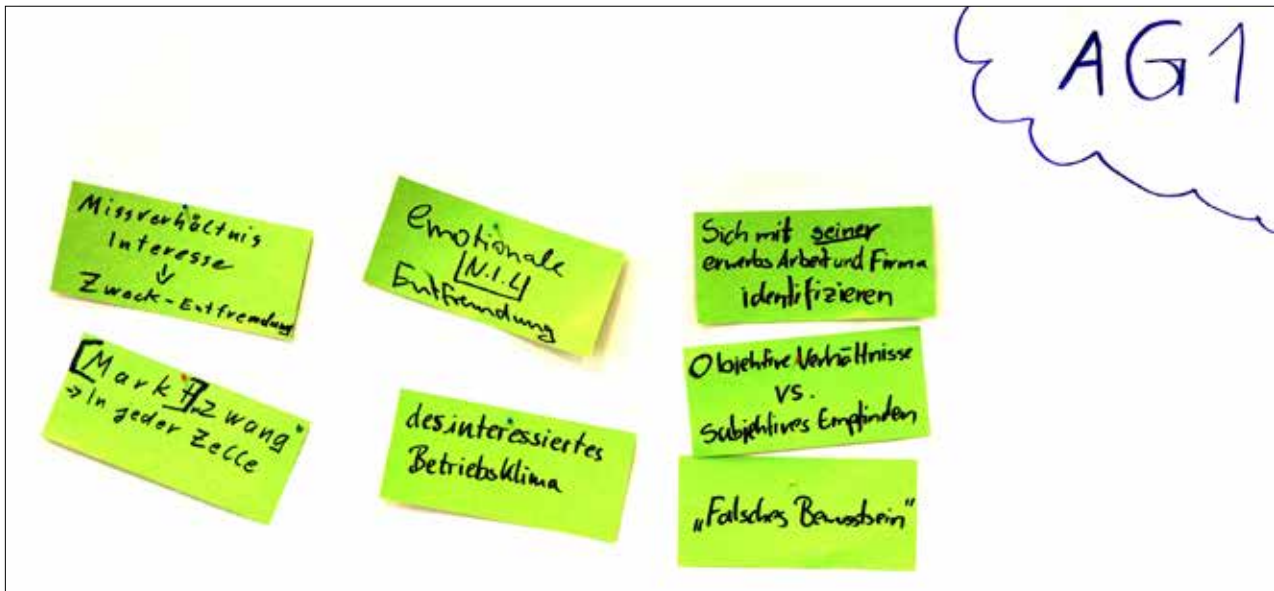 AG1
Missverhältnis
Interesse
↓
Zweck-Entfremdung
[Markt]zwang
→ In jeder Zelle
emotionale
N.I.L
Entfremdung
desinteressiertes
Betriebsklima
Sich mit seiner
erwerbs Arbeit und Firma
identifizieren
Objektive Verhältnisse
vs.
Subjektives Empfinden
„Falsches Bewusstsein"